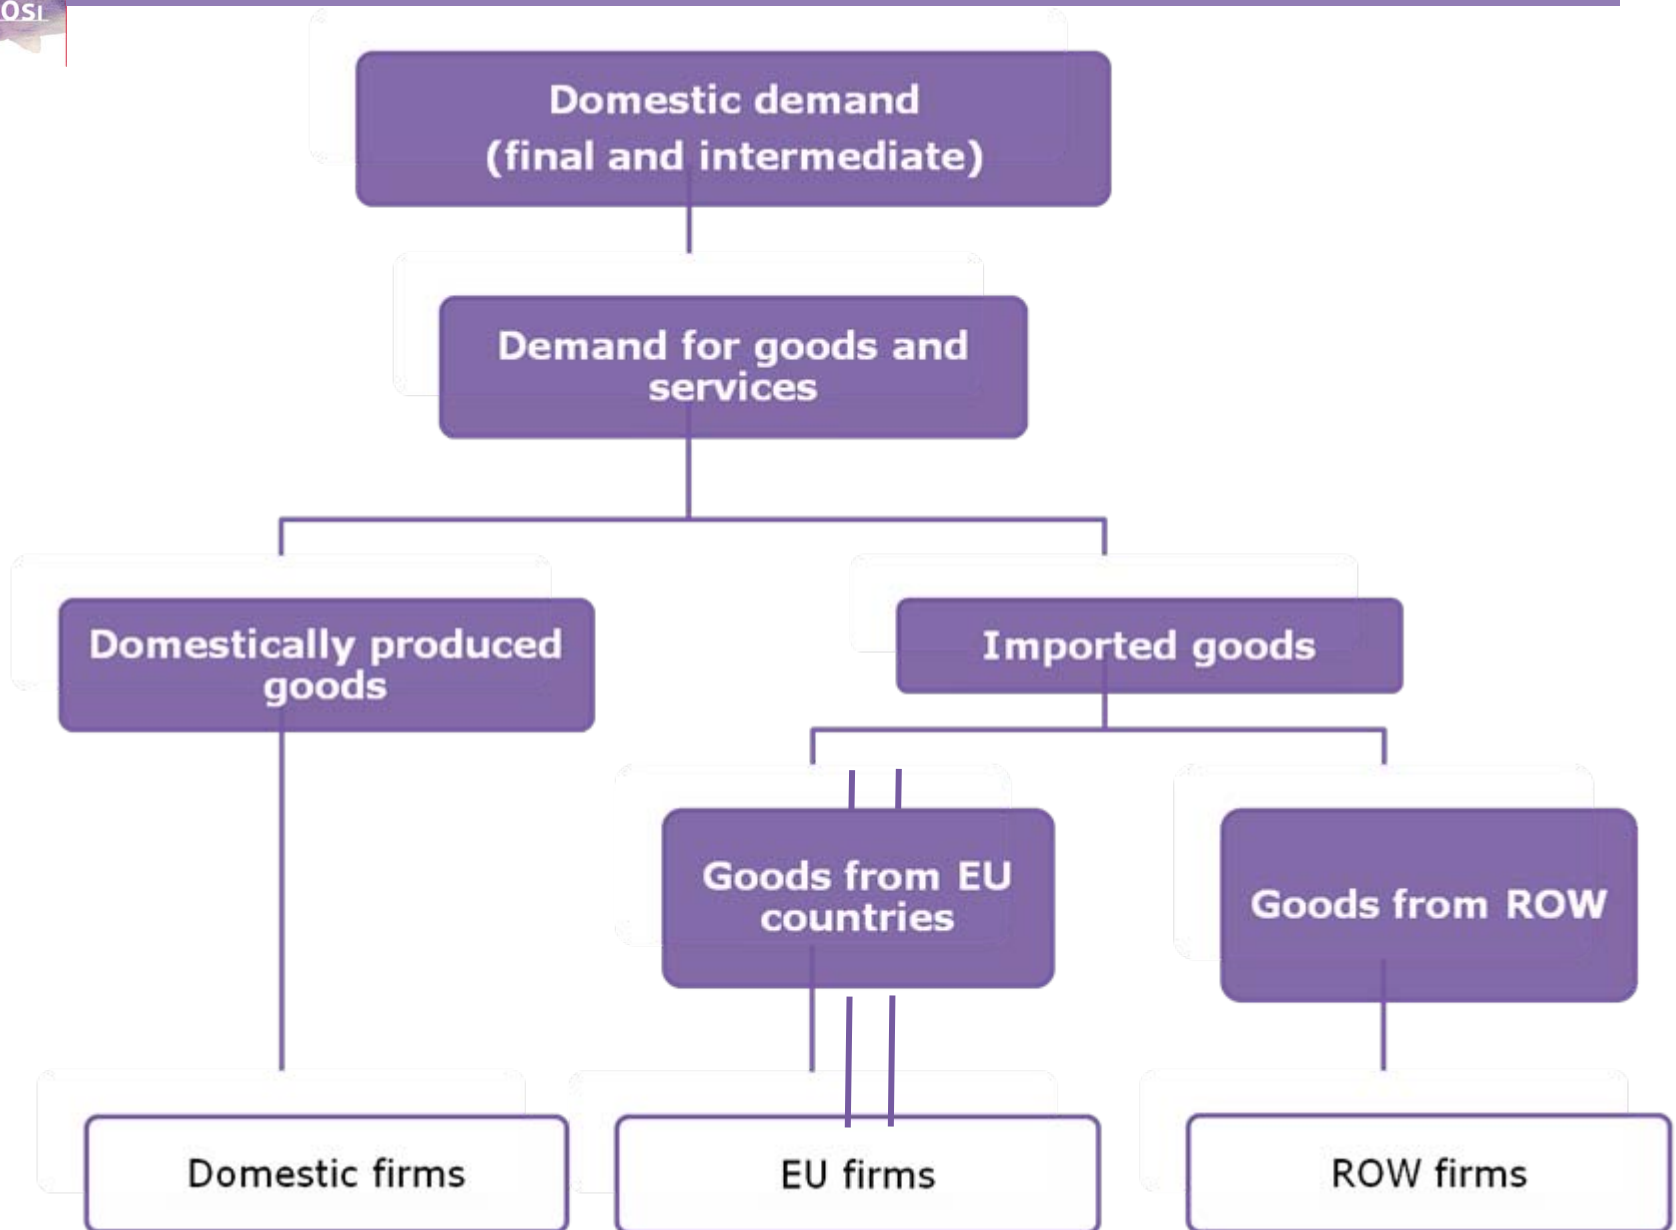 OSI
Domestic demand
(final and intermediate)
Demand for goods and
services
Domestically produced
goods
Imported goods
Goods from EU
countries
Goods from ROW
Domestic firms
EU firms
ROW firms